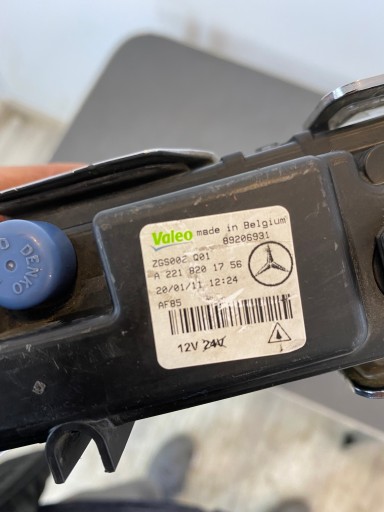 Valeo made in Belgium
89206931
ZGS002 Q01
A 221 820 17 56
20/01/11 12:24
AF85
12V 24V
DENKO